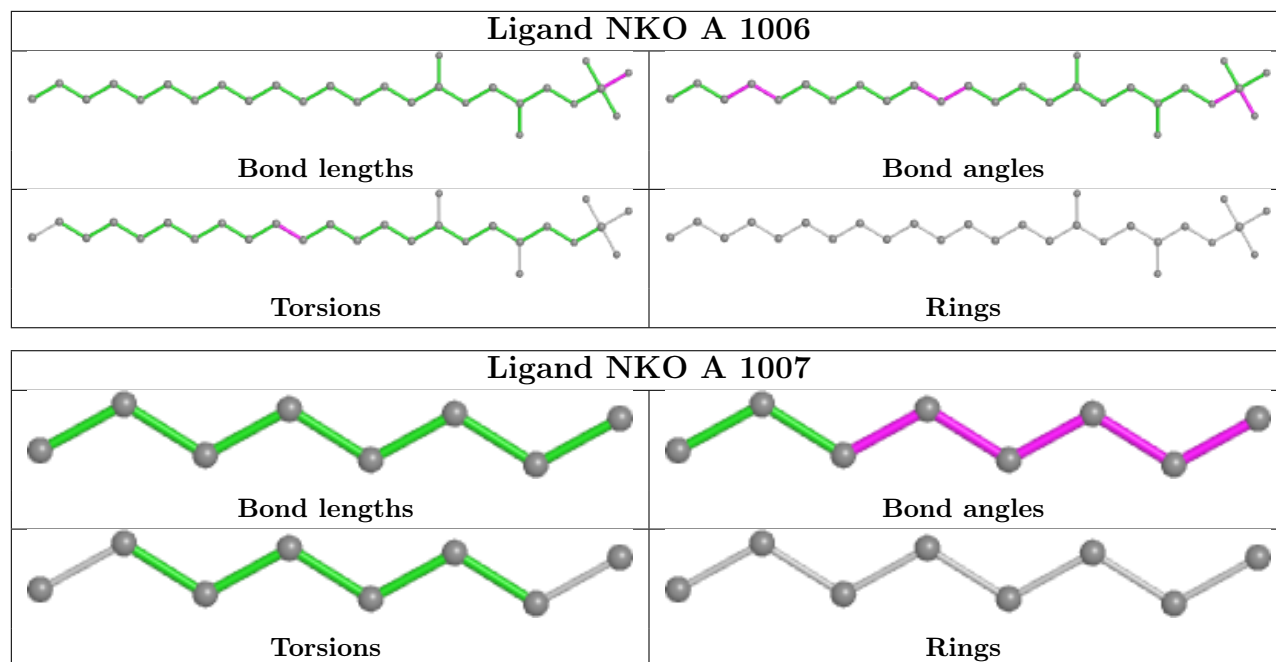 Ligand NKO A 1006
Bond lengths
Bond angles
Torsions
Rings
Ligand NKO A 1007
Bond lengths
Bond angles
Torsions
Rings